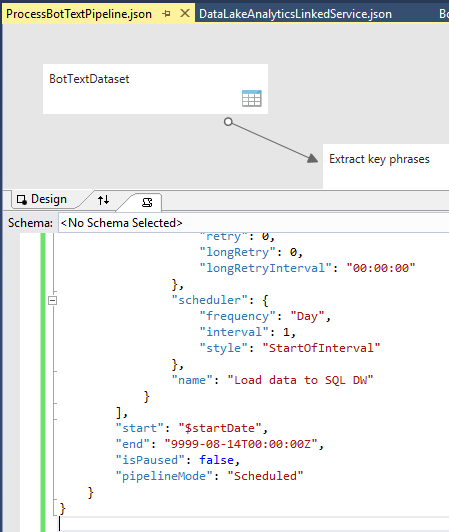 ProcessBotTextPipeline.json DataLakeAnalyticsLinkedService.json Bo
BotTextDataset
Extract key phrases
Design
Schema: <No Schema Selected>
"retry": 0,
"longRetry": 0,
"longRetryInterval": "00:00:00"
},
"scheduler": {
"frequency": "Day",
"interval": 1,
"style": "StartOfInterval"
},
"name": "Load data to SQL DW"
}
],
"start": "$startDate",
"end": "9999-08-14T00:00:00Z",
"isPaused": false,
"pipelineMode": "Scheduled"
}
}